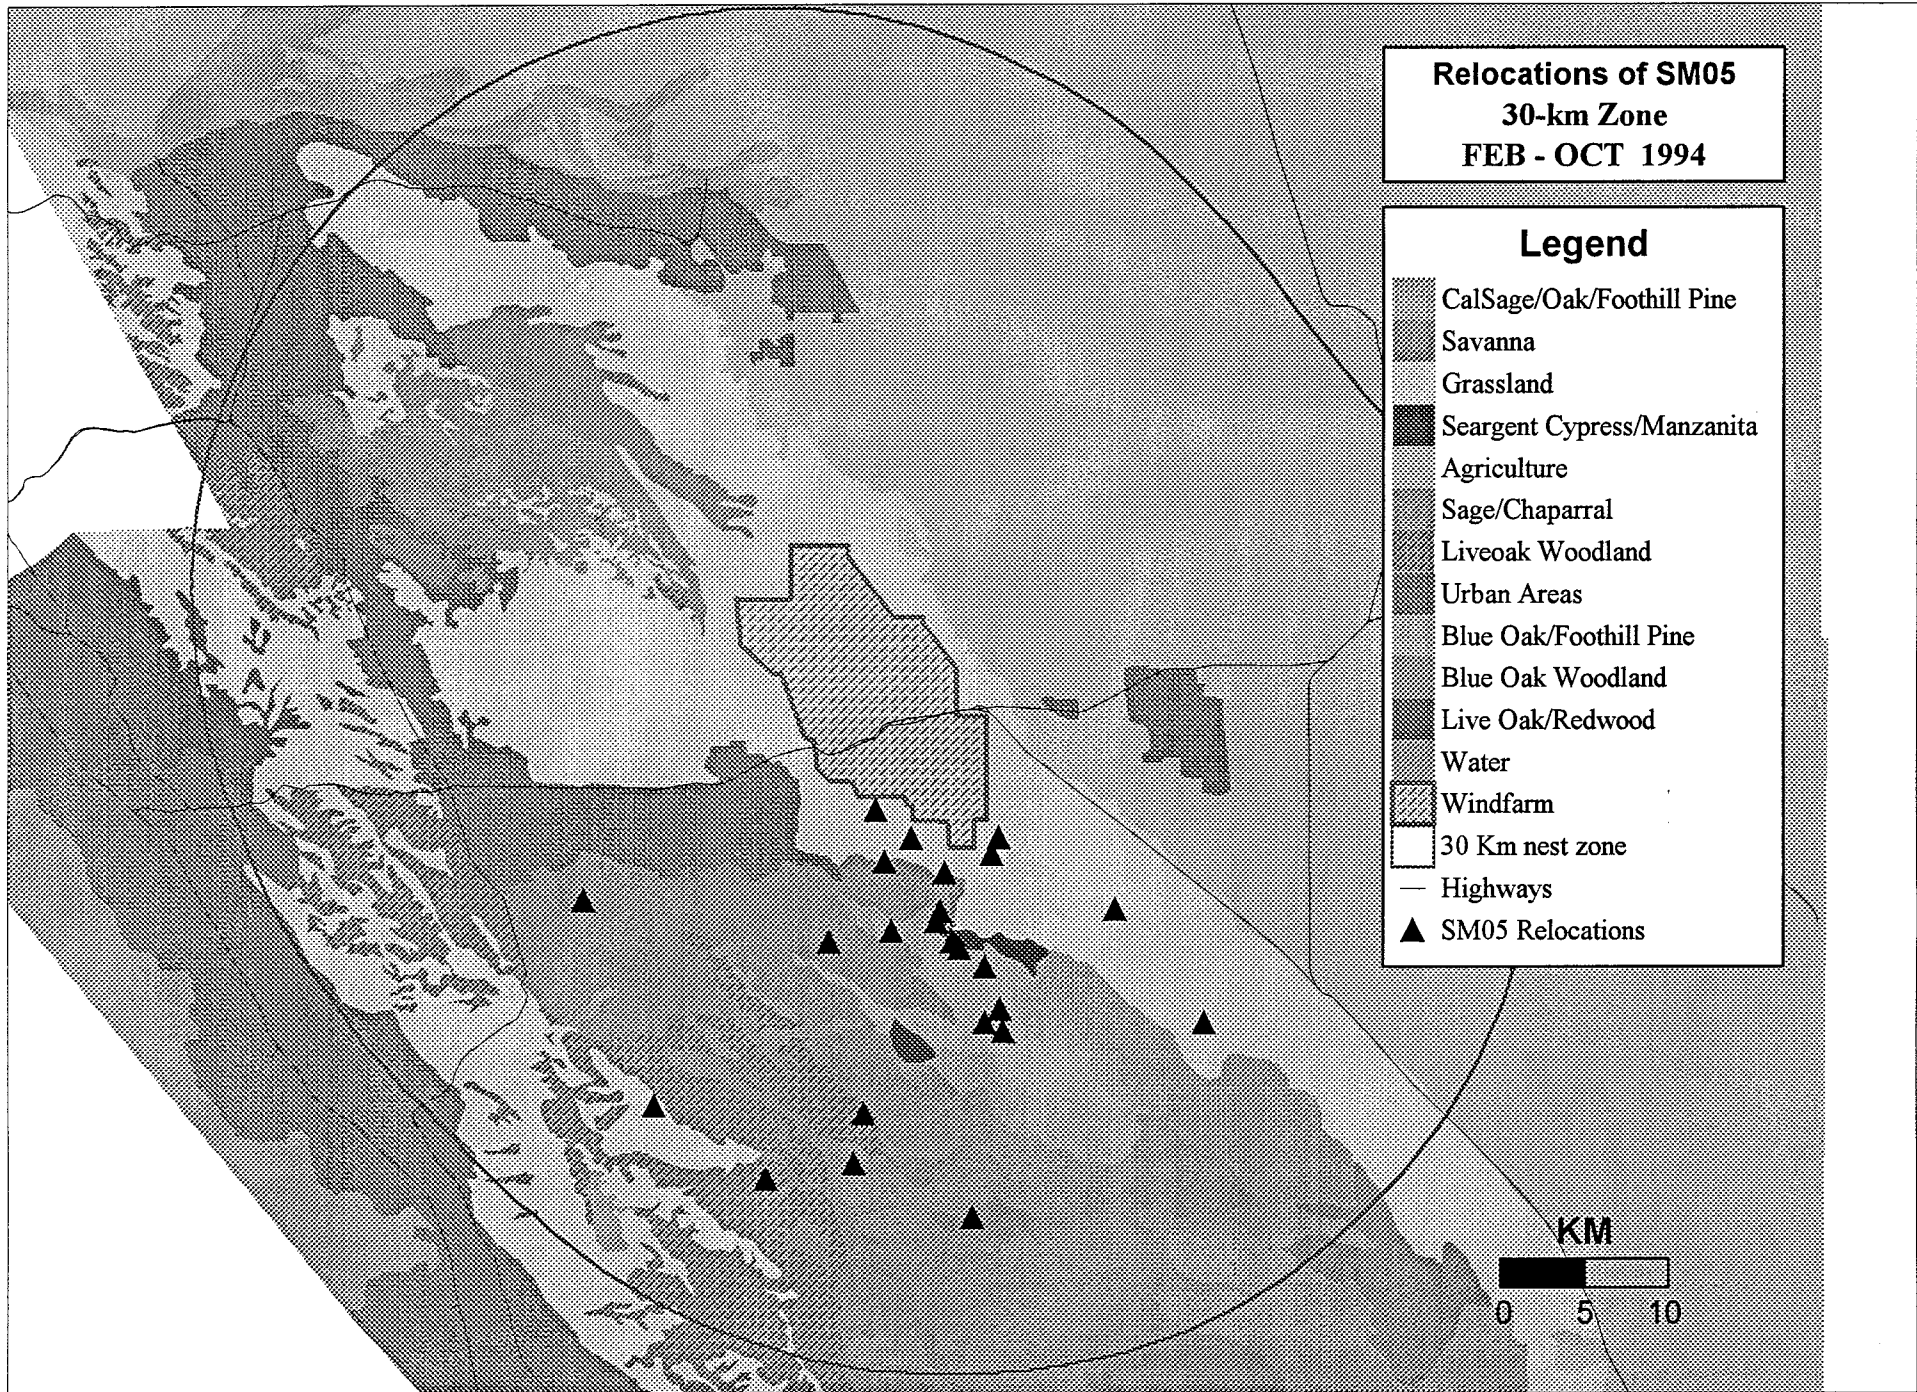 Relocations of SM05
30-km Zone
FEB - OCT 1994
Legend
CalSage/Oak/Foothill Pine
Savanna
Grassland
Seargent Cypress/Manzanita
Agriculture
Sage/Chaparral
Liveoak Woodland
Urban Areas
Blue Oak/Foothill Pine
Blue Oak Woodland
Live Oak/Redwood
Water
Windfarm
30 Km nest zone
Highways
SM05 Relocations
KM
0 5 10